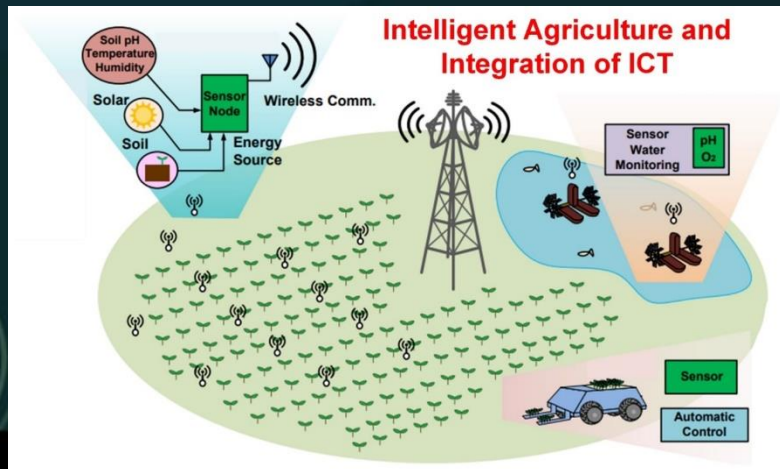 Intelligent Agriculture and
Integration of ICT
Soil pH
Temperature
Humidity
Solar
Soil
Sensor
Node
Wireless Comm.
Energy
Source
Sensor
Water
Monitoring
pH
O₂
Sensor
Automatic
Control